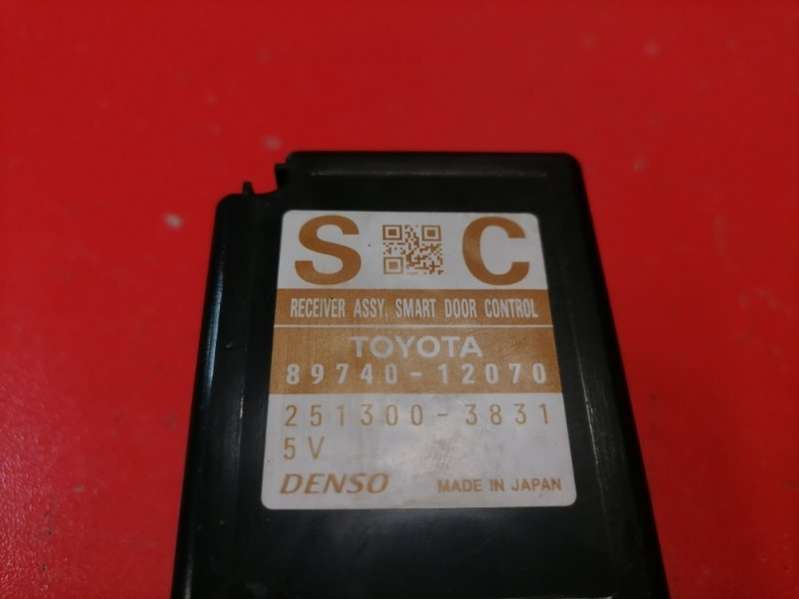 S C
RECEIVER ASSY, SMART DOOR CONTROL
TOYOTA
89740-12070
251300-3831
5V
DENSO MADE IN JAPAN